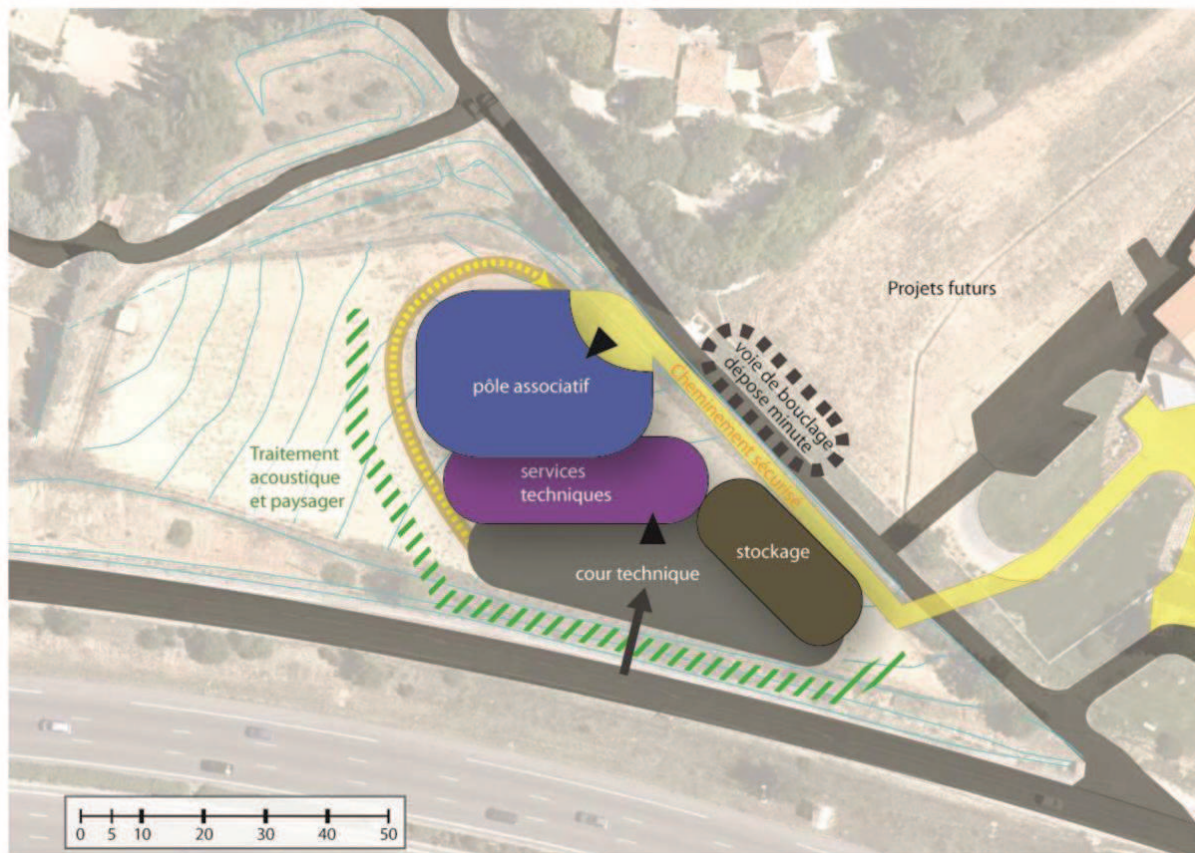 Projets futurs
voie de bouclage
dépose minute
Cheminement sécurisé
pôle associatif
Traitement
acoustique
et paysager
services
techniques
stockage
cour technique
0 5 10 20 30 40 50